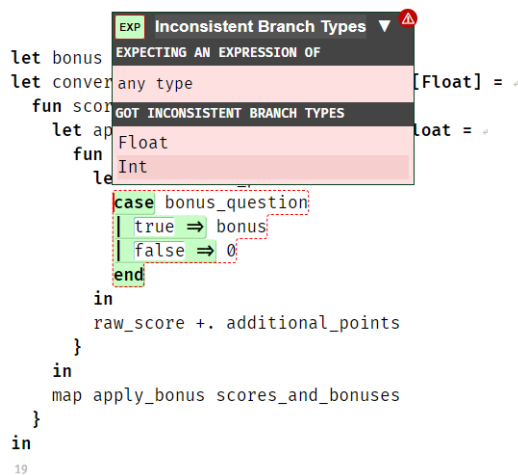 EXP Inconsistent Branch Types ▼
EXPECTING AN EXPRESSION OF
let bonus
any type
let conver [Float] =
GOT INCONSISTENT BRANCH TYPES
fun scor
Float
let ap loat =
fun
Int
le
case bonus_question
| true => bonus
| false => 0
end
in
raw_score +. additional_points
}
in
map apply_bonus scores_and_bonuses
}
in
19